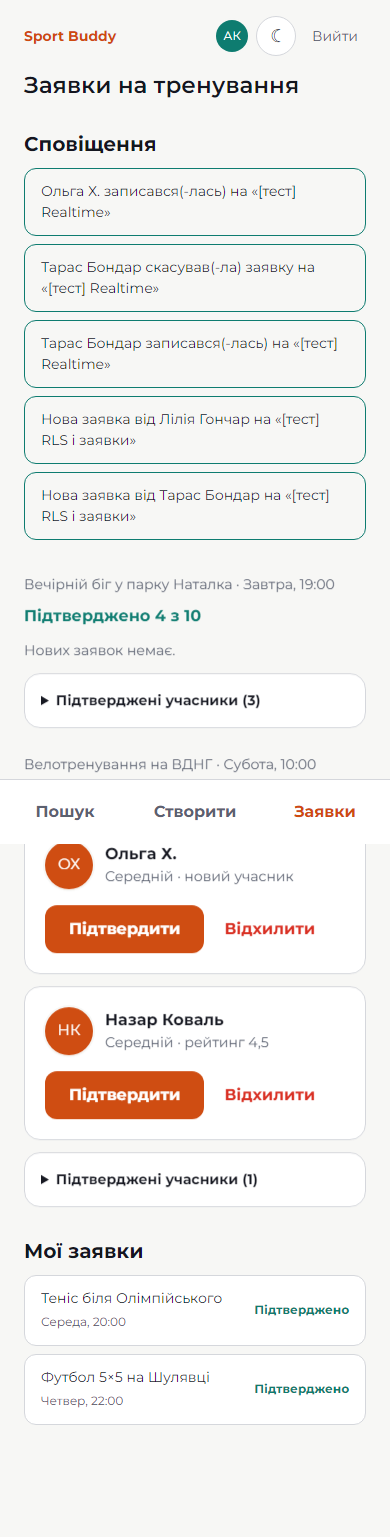 Sport Buddy
АК
Вийти
Заявки на тренування
Сповіщення
Ольга Х. записався(-лась) на «[тест]
Realtime»
Тарас Бондар скасував(-ла) заявку на
«[тест] Realtime»
Тарас Бондар записався(-лась) на «[тест]
Realtime»
Нова заявка від Лілія Гончар на «[тест]
RLS і заявки»
Нова заявка від Тарас Бондар на «[тест]
RLS і заявки»
Вечірній біг у парку Наталка · Завтра, 19:00
Підтверджено 4 з 10
Нових заявок немає.
Підтверджені учасники (3)
Велотренування на ВДНГ · Субота, 10:00
Пошук
Створити
Заявки
ОХ
Ольга Х.
Середній · новий учасник
Підтвердити
Відхилити
НК
Назар Коваль
Середній · рейтинг 4,5
Підтвердити
Відхилити
Підтверджені учасники (1)
Мої заявки
Теніс біля Олімпійського
Середа, 20:00
Підтверджено
Футбол 5×5 на Шулявці
Четвер, 22:00
Підтверджено